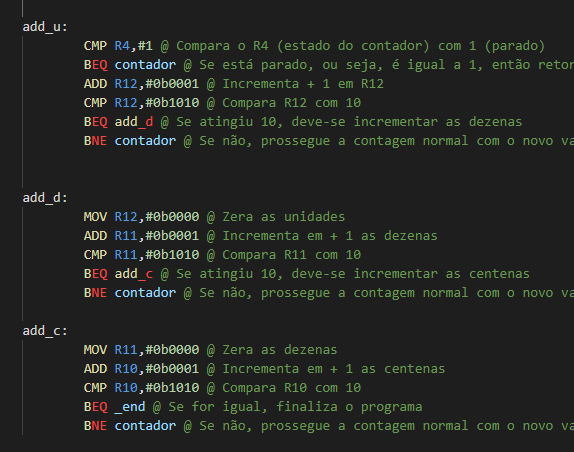 add_u:
CMP R4,#1 @ Compara o R4 (estado do contador) com 1 (parado)
BEQ contador @ Se está parado, ou seja, é igual a 1, então
ADD R12,#0b0001 @ Incrementa + 1 em R12
CMP R12,#0b1010 @ Compara R12 com 10
BEQ add_d @ Se atingiu 10, deve-se incrementar as dezenas
BNE contador @ Se não, prossegue a contagem normal com o novo
add_d:
MOV R12,#0b0000 @ Zera as unidades
ADD R11,#0b0001 @ Incrementa em + 1 as dezenas
CMP R11,#0b1010 @ Compara R11 com 10
BEQ add_c @ Se atingiu 10, deve-se incrementar as centenas
BNE contador @ Se não, prossegue a contagem normal com o novo
add_c:
MOV R11,#0b0000 @ Zera as dezenas
ADD R10,#0b0001 @ Incrementa em + 1 as centenas
CMP R10,#0b1010 @ Compara R10 com 10
BEQ _end @ Se for igual, finaliza o programa
BNE contador @ Se não, prossegue a contagem normal com o novo